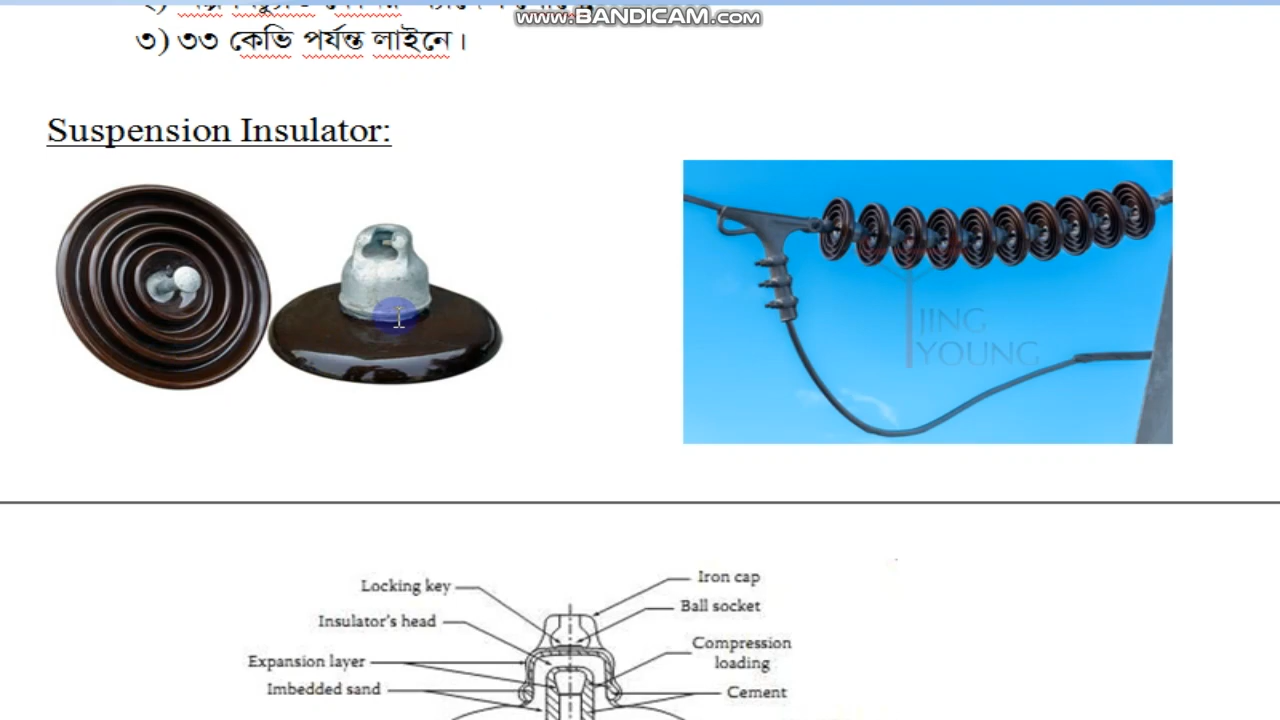 www.BANDICAM.com
৩) ৩৩ কেভি পর্যন্ত লাইনে।
Suspension Insulator:
JING
YOUNG
Locking key
Iron cap
Ball socket
Insulator's head
Compression
loading
Expansion layer
Imbedded sand
Cement